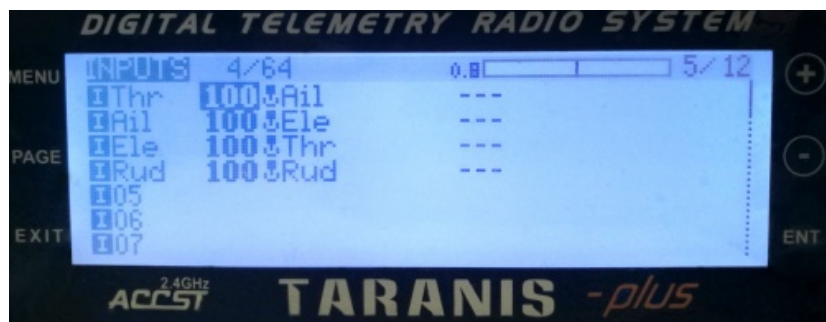 DIGITAL TELEMETRY RADIO SYSTEM
MENU
INPUTS 4/64 0.8 5/12
+
I Thr 100 Ail ---
I Ail 100 Ele ---
PAGE
I Ele 100 Thr ---
-
I Rud 100 Rud ---
I 05
I 06
EXIT
I 07
ENT
ACCST 2.4GHz TARANIS -plus